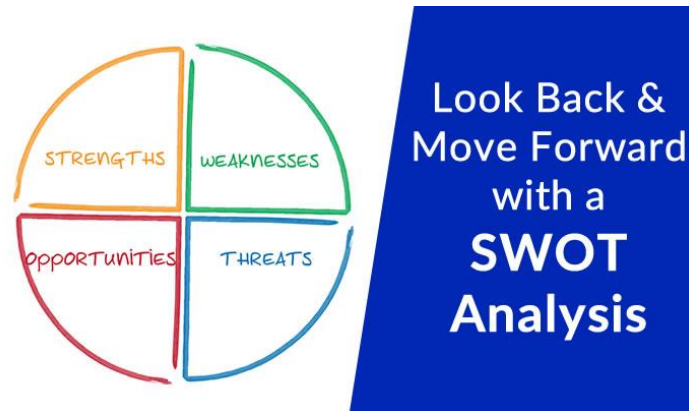 STRENGTHS
WEAKNESSES
OPPORTUNITIES
THREATS
Look Back &
Move Forward
with a
SWOT
Analysis